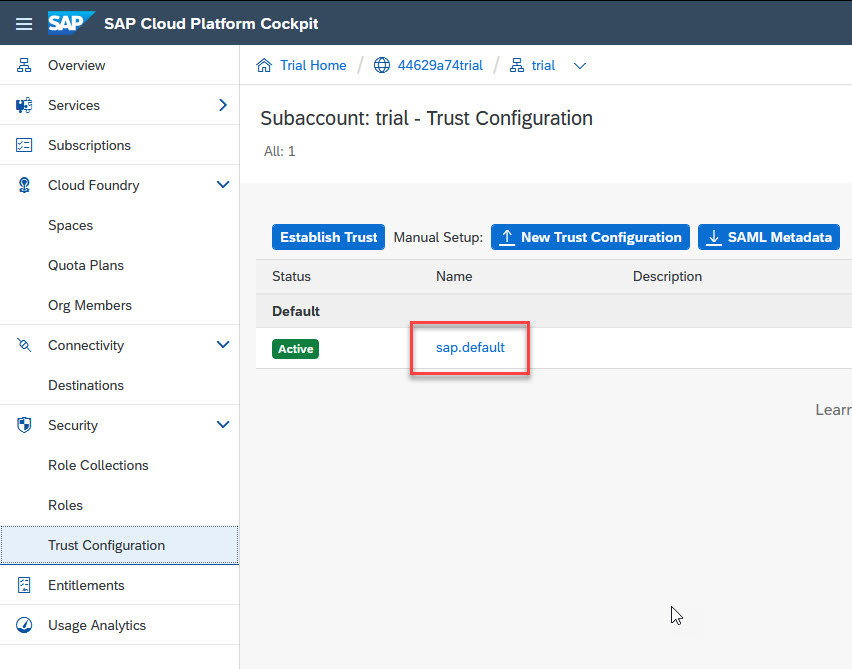 SAP SAP Cloud Platform Cockpit
Overview
Services
Subscriptions
Cloud Foundry
Spaces
Quota Plans
Org Members
Connectivity
Destinations
Security
Role Collections
Roles
Trust Configuration
Entitlements
Usage Analytics
Trial Home / 44629a74trial / trial
Subaccount: trial - Trust Configuration
All: 1
Establish Trust Manual Setup: New Trust Configuration SAML Metadata
Status Name Description
Default
Active sap.default
Learn